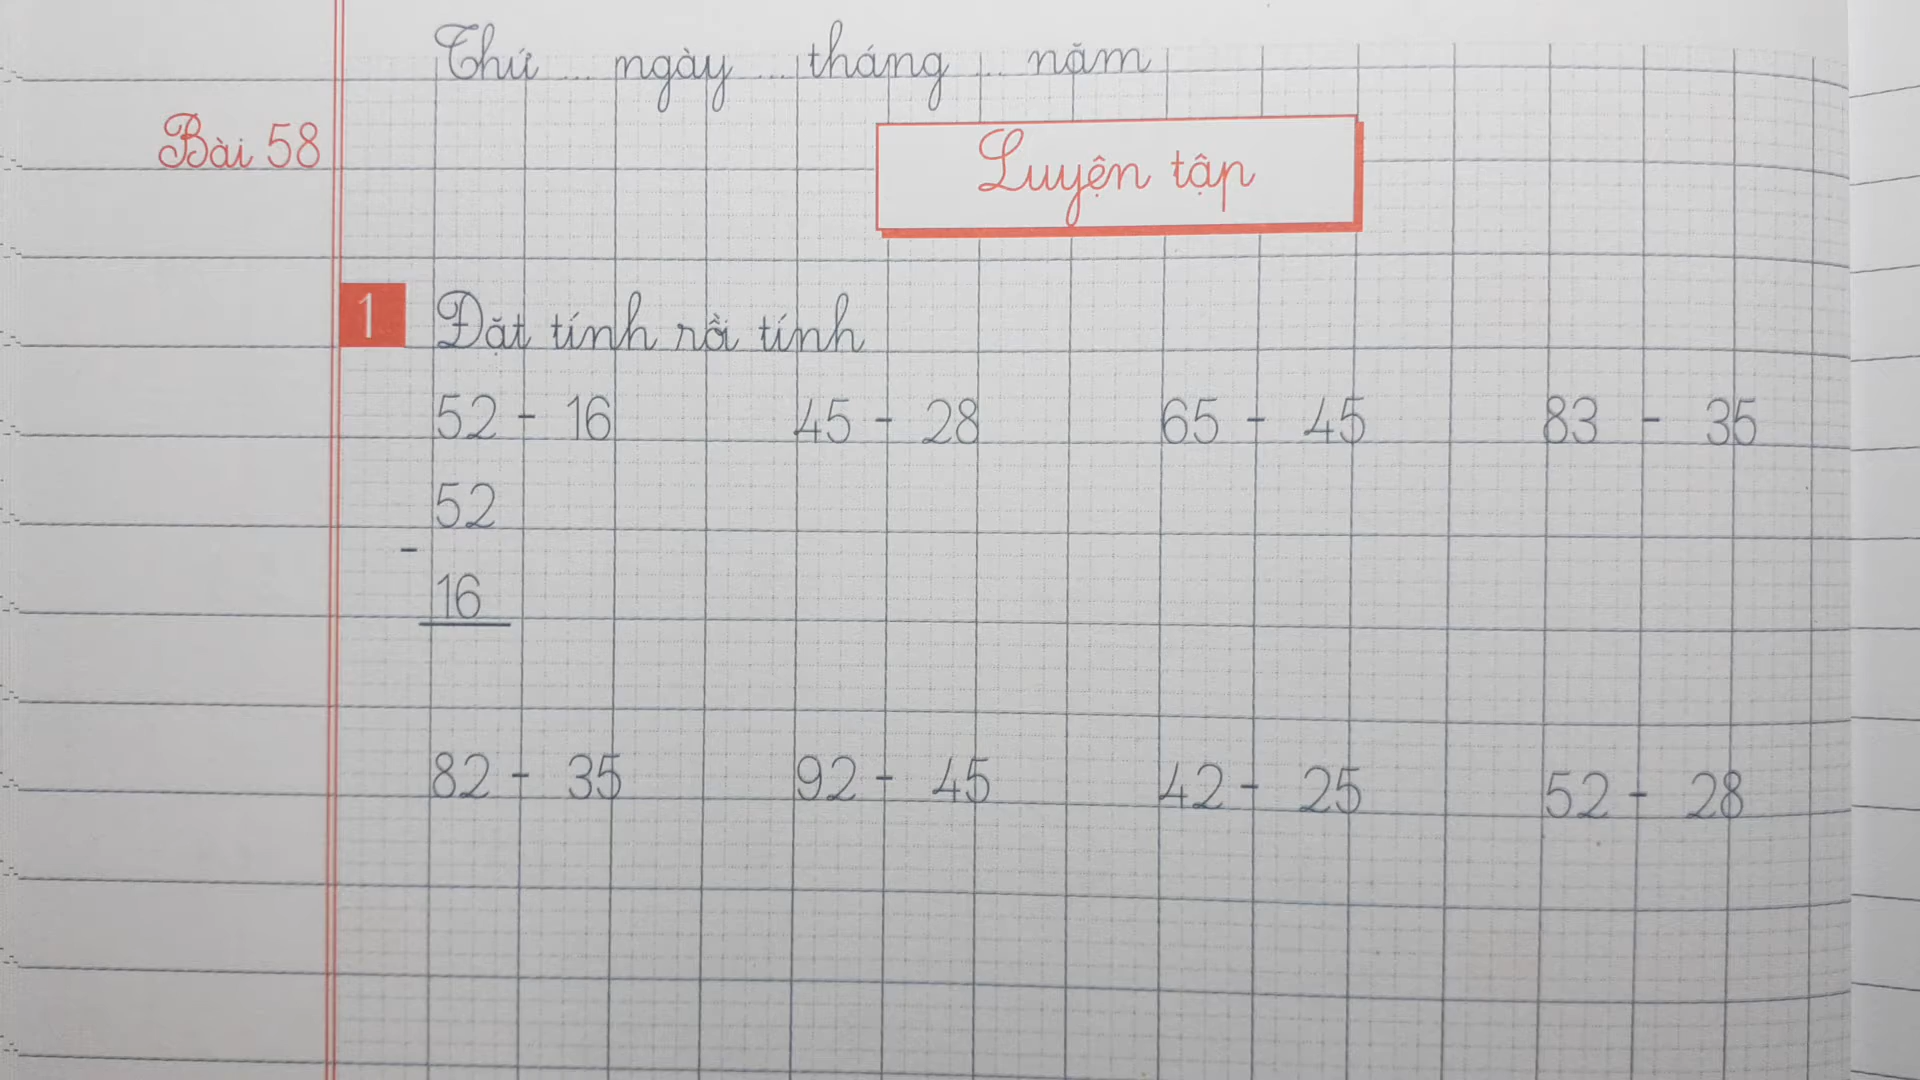 Thứ ... ngày ... tháng ... năm
Bài 58
Luyện tập
1 Đặt tính rồi tính
52 - 16 45 - 28 65 - 45 83 - 35
52
-
16
82 - 35 92 - 45 42 - 25 52 - 28